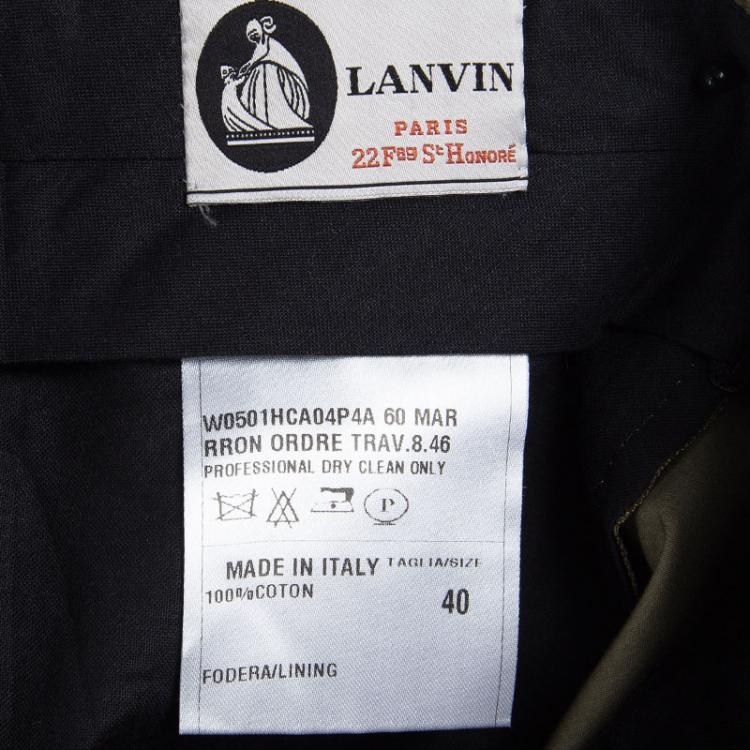 LANVIN
PARIS
22 Fbg St Honoré
W0501HCA04P4A 60 MAR
RRON ORDRE TRAV.8.46
PROFESSIONAL DRY CLEAN ONLY
P
MADE IN ITALY TAGLIA/SIZE
100%COTON 40
FODERA/LINING